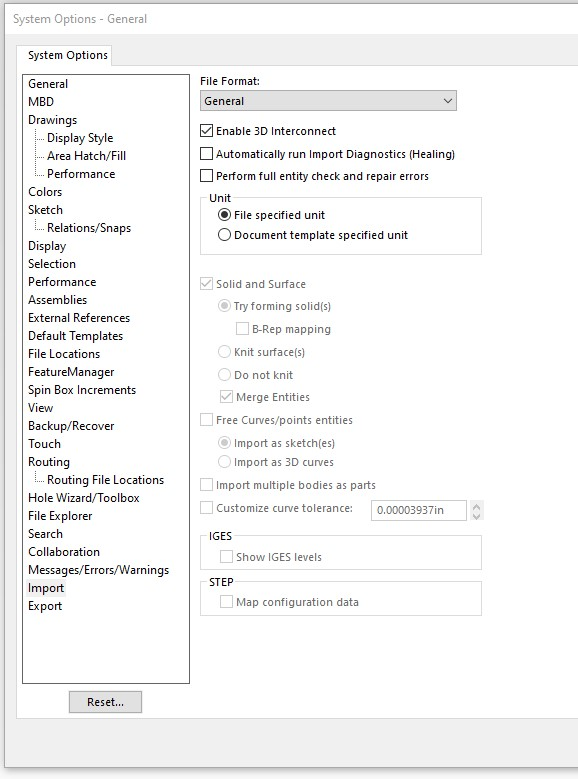 System Options - General
System Options
General
MBD
Drawings
Display Style
Area Hatch/Fill
Performance
Colors
Sketch
Relations/Snaps
Display
Selection
Performance
Assemblies
External References
Default Templates
File Locations
FeatureManager
Spin Box Increments
View
Backup/Recover
Touch
Routing
Routing File Locations
Hole Wizard/Toolbox
File Explorer
Search
Collaboration
Messages/Errors/Warnings
Import
Export
Reset...
File Format:
General
Enable 3D Interconnect
Automatically run Import Diagnostics (Healing)
Perform full entity check and repair errors
Unit
File specified unit
Document template specified unit
Solid and Surface
Try forming solid(s)
B-Rep mapping
Knit surface(s)
Do not knit
Merge Entities
Free Curves/points entities
Import as sketch(es)
Import as 3D curves
Import multiple bodies as parts
Customize curve tolerance: 0.00003937in
IGES
Show IGES levels
STEP
Map configuration data